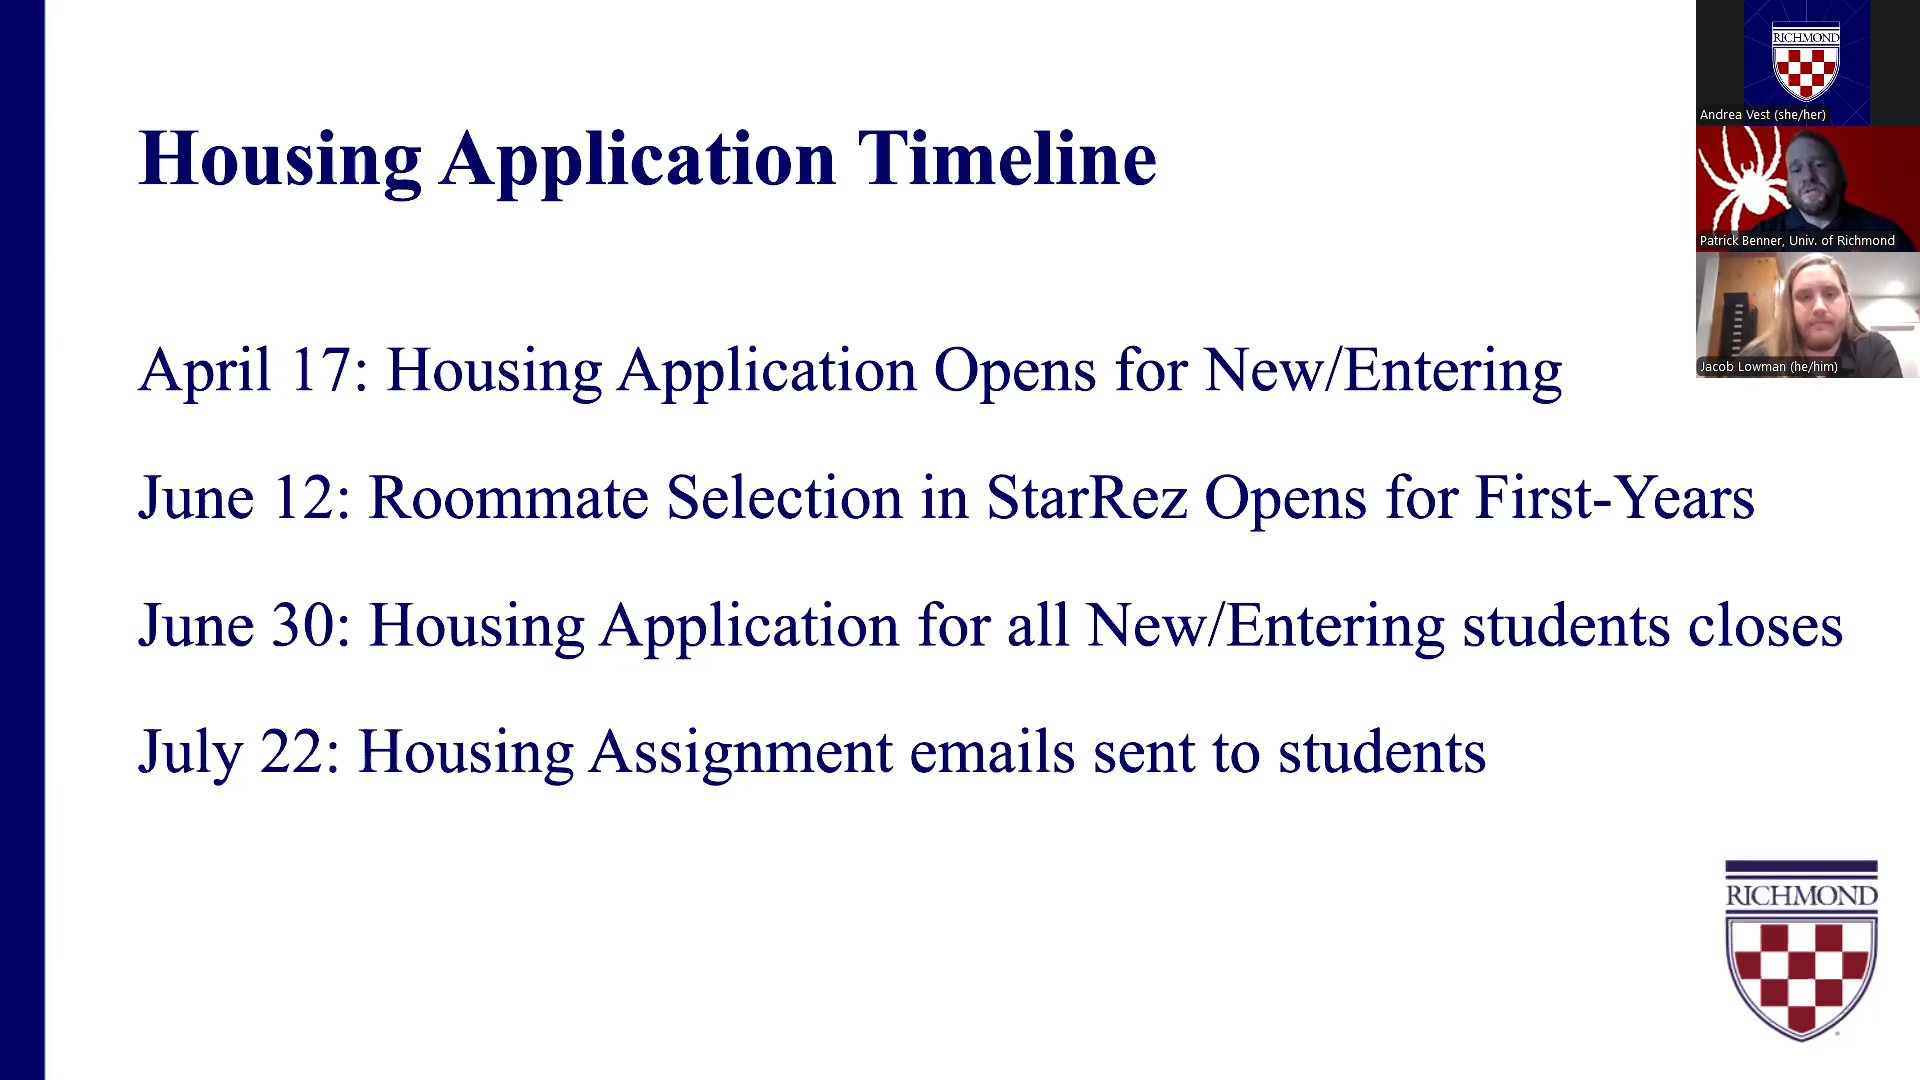 Housing Application Timeline
April 17: Housing Application Opens for New/Entering
June 12: Roommate Selection in StarRez Opens for First-Years
June 30: Housing Application for all New/Entering students closes
July 22: Housing Assignment emails sent to students
RICHMOND
Andrea Vest (she/her)
Patrick Benner, Univ. of Richmond
Jacob Lowman (he/him)
RICHMOND